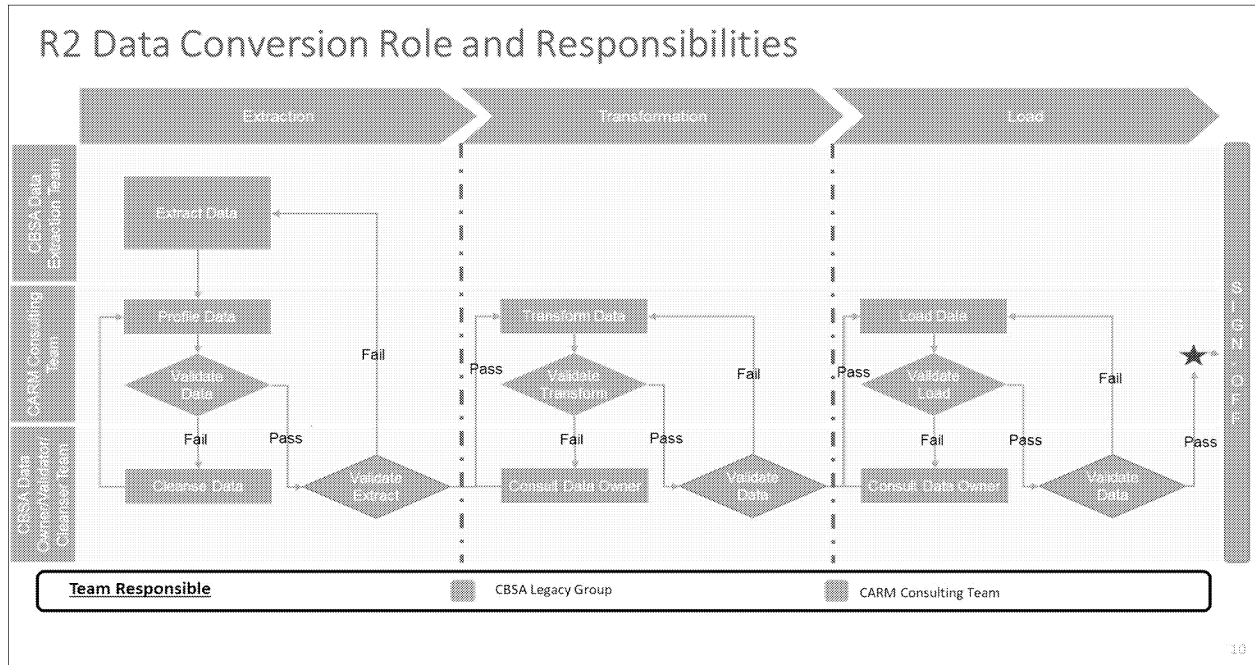 R2 Data Conversion Role and Responsibilities
Extraction
Transformation
Load
CBSA Data
Extraction Team
Extract Data
CARM Consulting
Team
Profile Data
Validate
Data
Fail
Pass
Fail
Pass
Transform Data
Validate
Transform
Fail
Pass
Fail
Pass
Load Data
Validate
Load
Fail
Pass
Fail
Pass
CBSA Data
Owner/Validator/
Cleanser Team
Cleanse Data
Validate
Extract
Consult Data Owner
Validate
Data
Consult Data Owner
Validate
Data
SIGN OFF
Team Responsible
CBSA Legacy Group
CARM Consulting Team
10